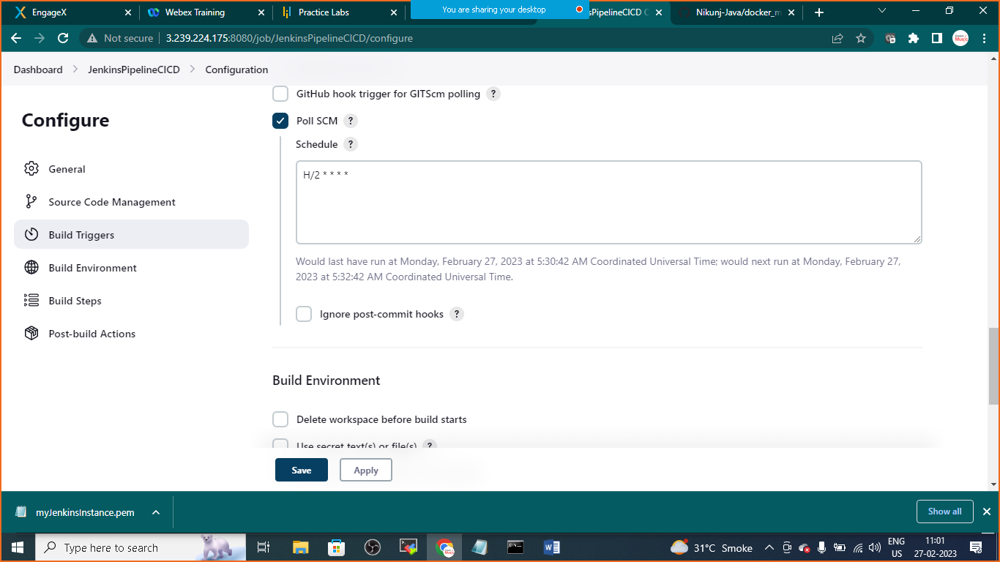 EngageX
Webex Training
Practice Labs
You are sharing your desktop
sPipelineCICD C
Nikunj-Java/docker_m
Not secure
3.239.224.175:8080/job/JenkinsPipelineCICD/configure
Dashboard
JenkinsPipelineCICD
Configuration
Configure
General
Source Code Management
Build Triggers
Build Environment
Build Steps
Post-build Actions
GitHub hook trigger for GITScm polling ?
Poll SCM ?
Schedule ?
H/2 * * * *
Would last have run at Monday, February 27, 2023 at 5:30:42 AM Coordinated Universal Time; would next run at Monday, February 27,
2023 at 5:32:42 AM Coordinated Universal Time.
Ignore post-commit hooks ?
Build Environment
Delete workspace before build starts
Use secret text(s) or file(s) ?
Save
Apply
myJenkinsInstance.pem
Show all
Type here to search
31°C Smoke
ENG
US
11:01
27-02-2023